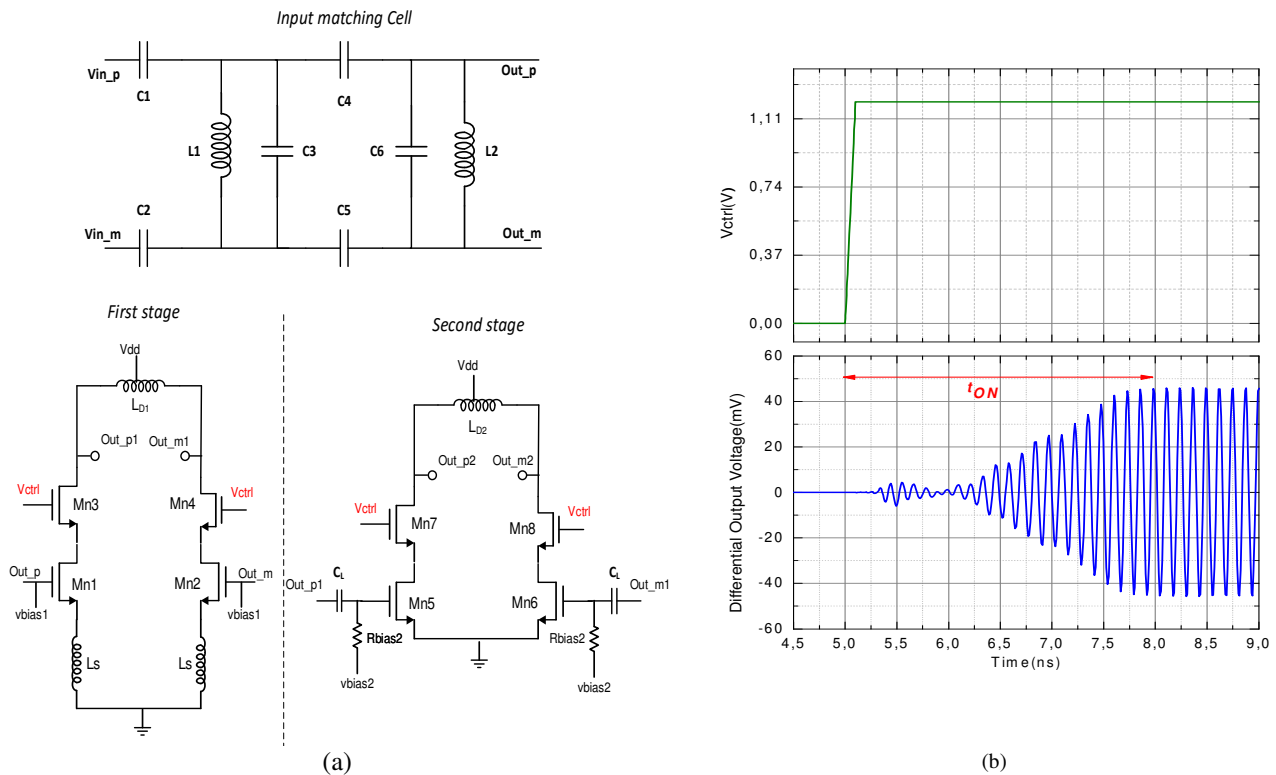 Input matching Cell
Vin_p
C1
C4
Out_p
L1
C3
C6
L2
C2
C5
Vin_m
Out_m
First stage
Vdd
LD1
Out_p1
Out_m1
Vctrl
Mn3
Mn4
Vctrl
Out_p
Mn1
Mn2
Out_m
vbias1
vbias1
Ls
Ls
Second stage
Vdd
LD2
Out_p2
Out_m2
Vctrl
Mn7
Mn8
Vctrl
Out_p1
CL
Mn5
Mn6
CL
Out_m1
Rbias2
Rbias2
vbias2
vbias2
(a)
Vctrl(V)
1,11
0,74
0,37
0,00
Differential Output Voltage(mV)
60
40
20
0
-20
-40
-60
tON
4,5 5,0 5,5 6,0 6,5 7,0 7,5 8,0 8,5 9,0
Time(ns)
(b)